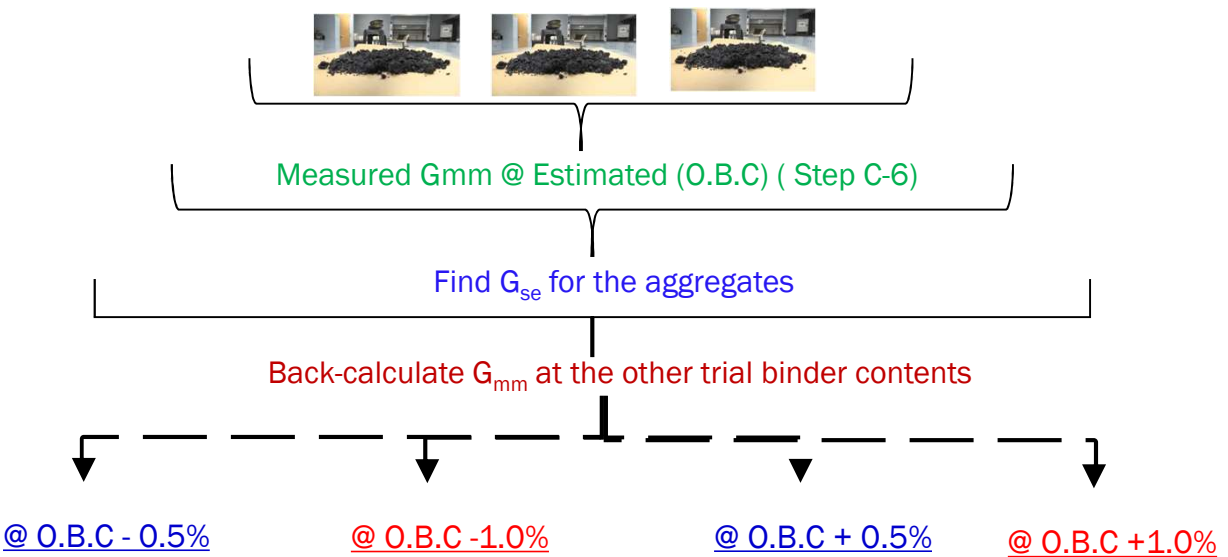 Measured Gmm @ Estimated (O.B.C) ( Step C-6)
Find Gse for the aggregates
Back-calculate Gmm at the other trial binder contents
@ O.B.C - 0.5%
@ O.B.C -1.0%
@ O.B.C + 0.5%
@ O.B.C +1.0%